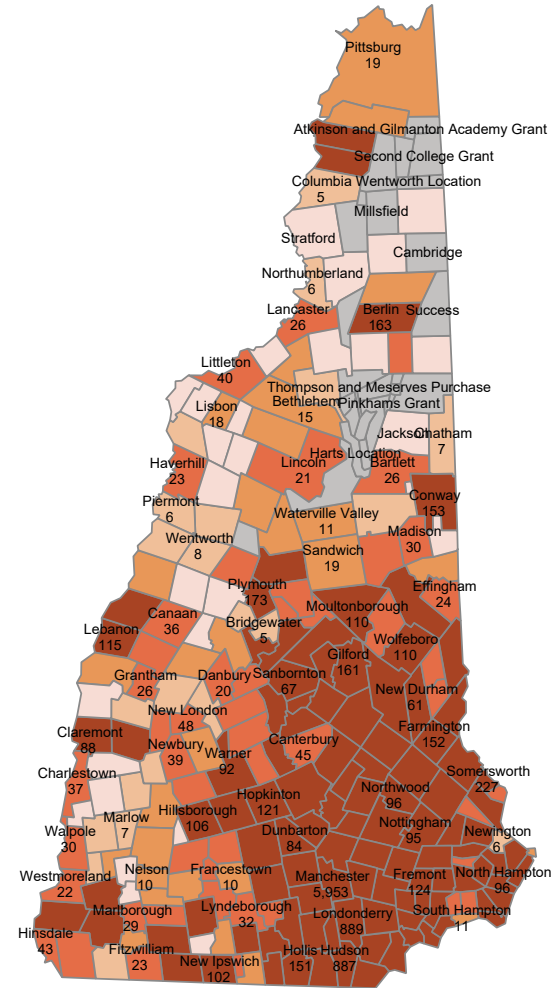 Pittsburg
19
Atkinson and Gilmanton Academy Grant
Second College Grant
Columbia
5
Wentworth Location
Millsfield
Stratford
Cambridge
Northumberland
6
Lancaster
26
Berlin
163
Success
Littleton
40
Thompson and Meserves Purchase
Bethlehem
15
Pinkhams Grant
Lisbon
18
Jackson
Chatham
7
Harts Location
Haverhill
23
Lincoln
21
Bartlett
26
Conway
153
Piermont
6
Waterville Valley
11
Madison
30
Wentworth
8
Sandwich
19
Plymouth
173
Effingham
24
Moultonborough
110
Canaan
36
Bridgewater
5
Lebanon
115
Wolfeboro
110
Gilford
161
Grantham
26
Danbury
20
Sanbornton
67
New Durham
61
New London
48
Claremont
88
Farmington
152
Newbury
39
Warner
92
Canterbury
45
Charlestown
37
Somersworth
227
Hopkinton
121
Northwood
96
Hillsborough
106
Marlow
7
Nottingham
95
Walpole
30
Dunbarton
84
Newington
6
Westmoreland
22
Nelson
10
Francestown
10
Manchester
5,953
Fremont
124
North Hampton
96
Marlborough
29
Lyndeborough
32
Londonderry
889
South Hampton
11
Hinsdale
43
Fitzwilliam
23
New Ipswich
102
Hollis
151
Hudson
887